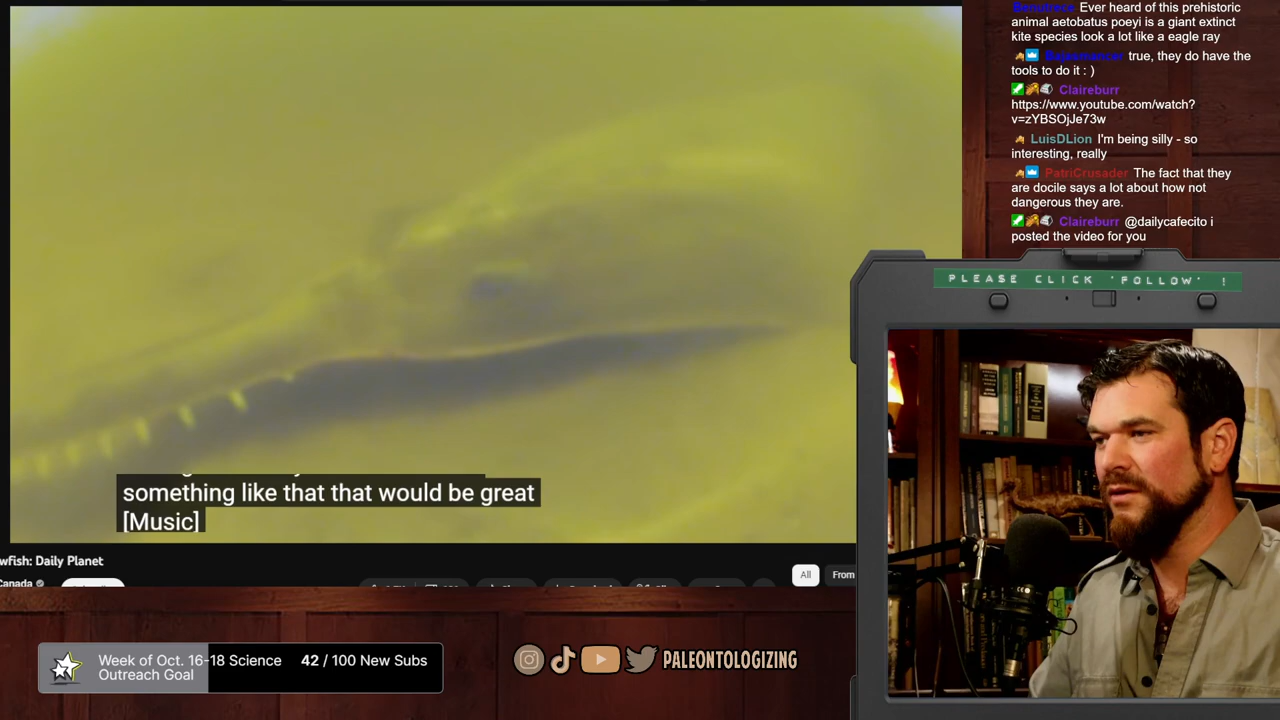 something like that that would be great
[Music]
wfish: Daily Planet
Canada
All
From
Ever heard of this prehistoric
animal aetobatus poeyi is a giant extinct
kite species look a lot like a eagle ray
Bajaemancer true, they do have the
tools to do it : )
Claireburr
https://www.youtube.com/watch?
v=zYBSOjJe73w
LuisDLion I'm being silly - so
interesting, really
PatriCrusader The fact that they
are docile says a lot about how not
dangerous they are.
Claireburr @dailycafecito i
posted the video for you
PLEASE CLICK 'FOLLOW' !
Week of Oct. 16-18 Science
Outreach Goal
42 / 100 New Subs
PALEONTOLOGIZING